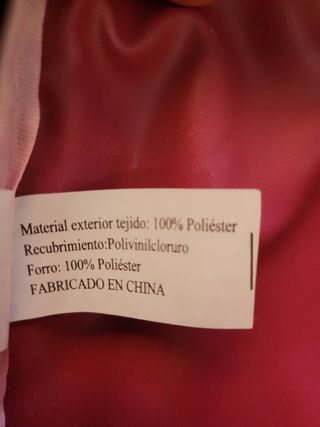 Material exterior tejido: 100% Poliéster
Recubrimiento:Polivinilcloruro
Forro: 100% Poliéster
FABRICADO EN CHINA